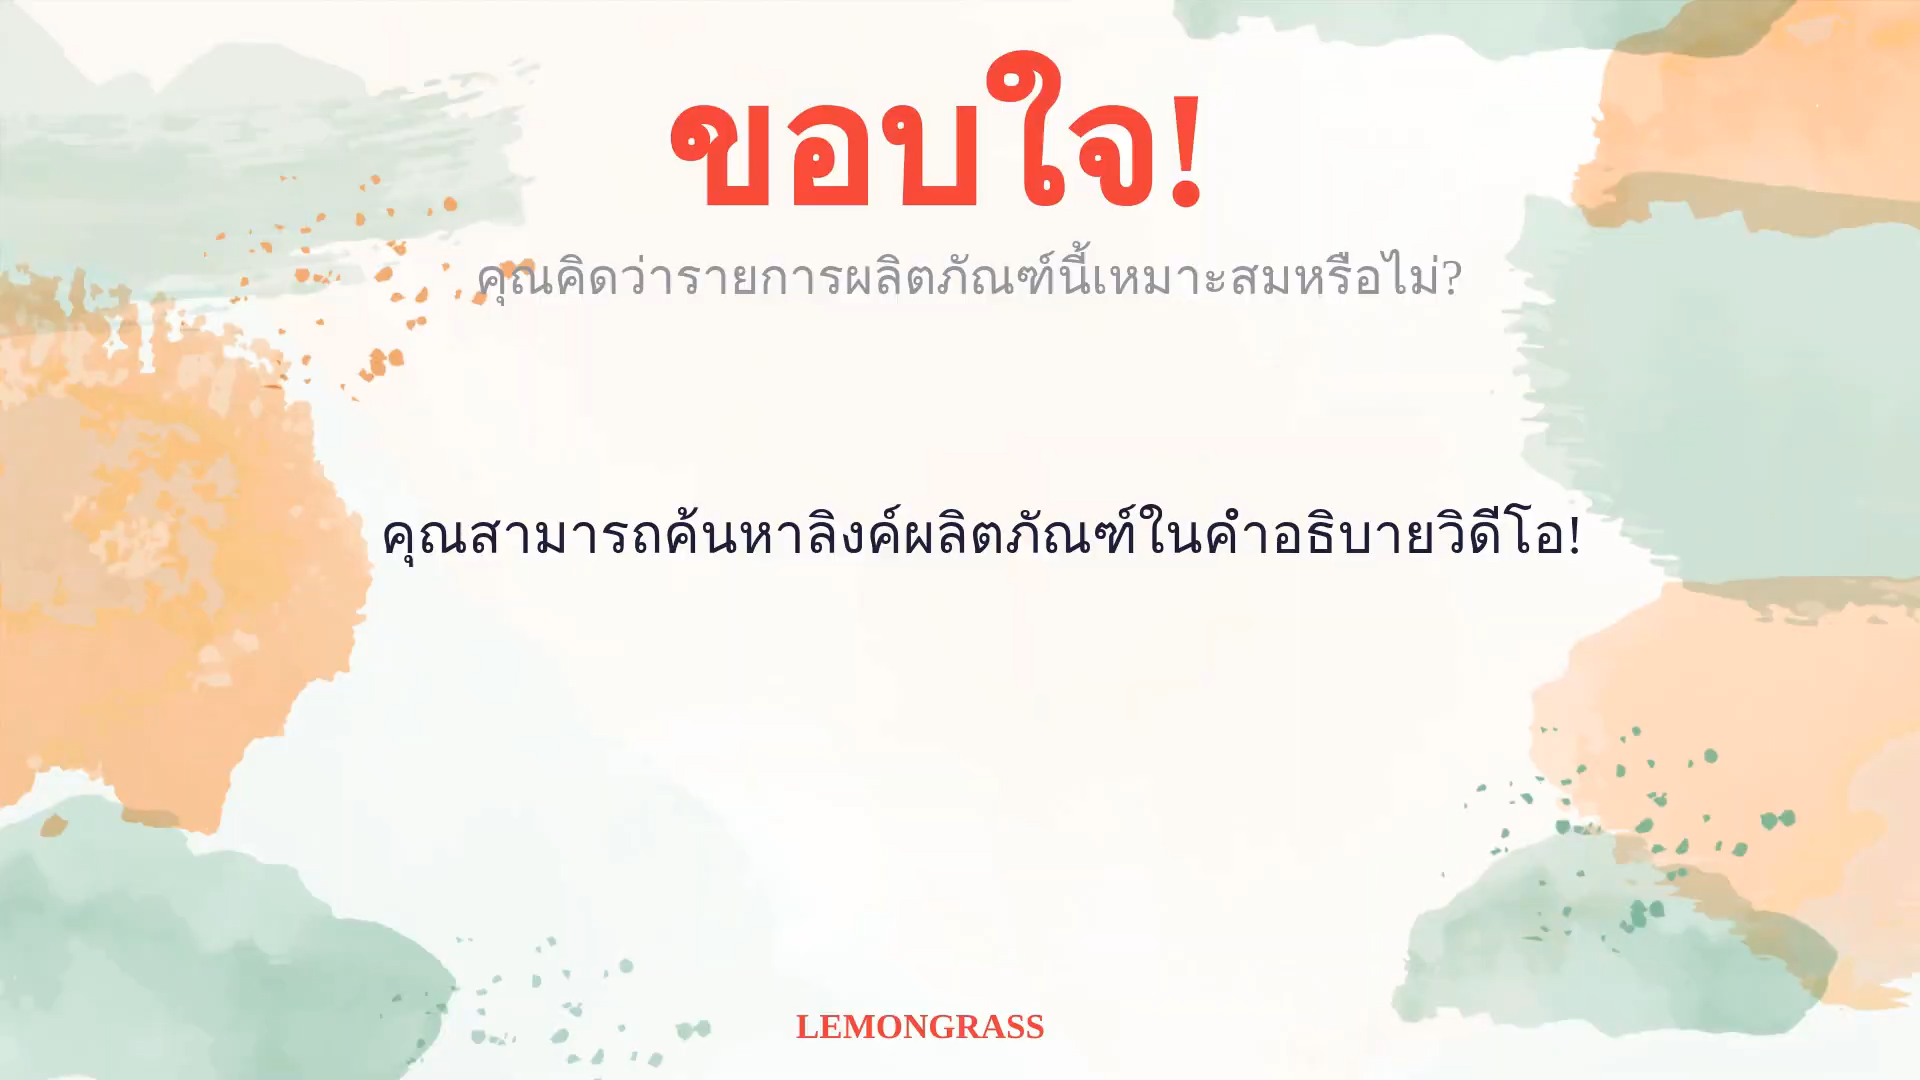 ขอบใจ!
คุณคิดว่ารายการผลิตภัณฑ์นี้เหมาะสมหรือไม่?
คุณสามารถค้นหาลิงค์ผลิตภัณฑ์ในคำอธิบายวิดีโอ!
LEMONGRASS